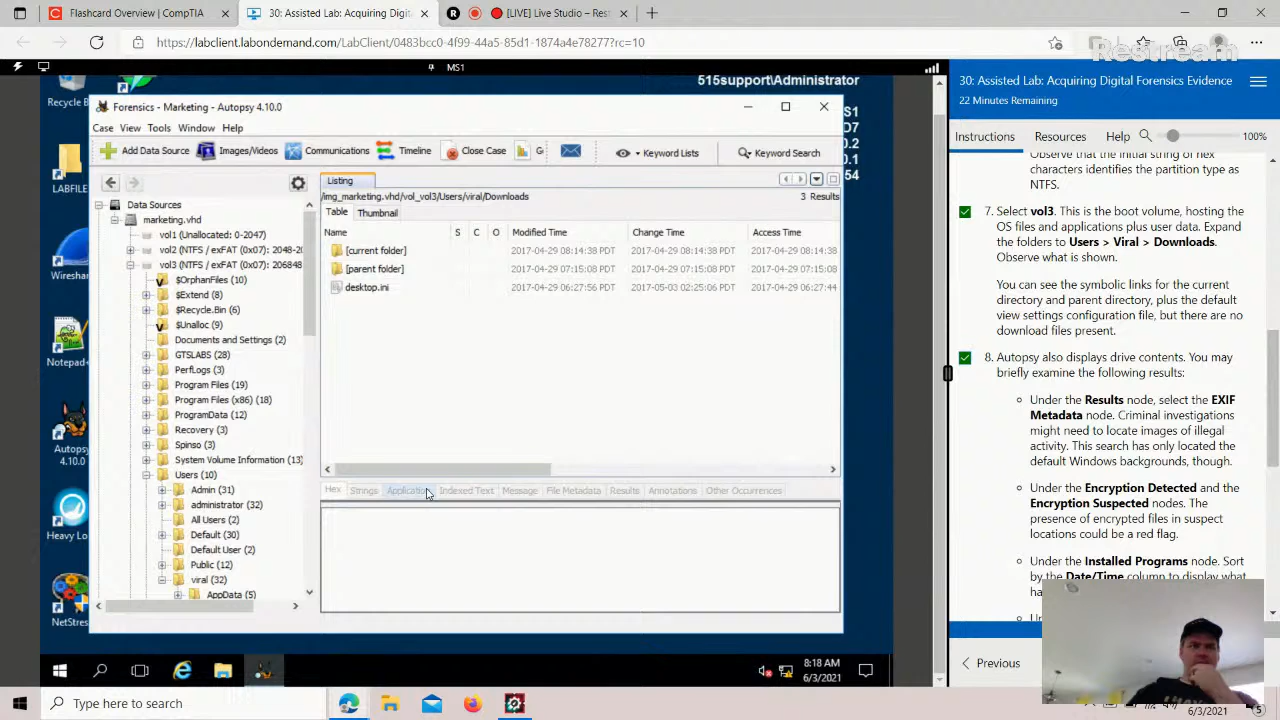 Flashcard Overview | CompTIA
30: Assisted Lab: Acquiring Digit
[LIVE] Live Studio – Res
https://labclient.labondemand.com/LabClient/0483bcc0-4f99-4a65-85d1-1874a4e78277?rc=10
Restream
MS1
Recycle B
LABFILE
Wireshar
Notepad+
Autopsy
4.10.0
Heavy Lo
NetStres
515support\Administrator
S1
D7
0.2
0.1
54
Forensics - Marketing - Autopsy 4.10.0
Case View Tools Window Help
Add Data Source
Images/Videos
Communications
Timeline
Close Case
G
Keyword Lists
Keyword Search
Data Sources
marketing.vhd
vol1 (Unallocated: 0-2047)
vol2 (NTFS / exFAT (0x07): 2048-20
vol3 (NTFS / exFAT (0x07): 206848
$OrphanFiles (10)
$Extend (8)
$Recycle.Bin (6)
$Unalloc (9)
Documents and Settings (2)
GTSLABS (28)
PerfLogs (3)
Program Files (19)
Program Files (x86) (18)
ProgramData (12)
Recovery (3)
Spinso (3)
System Volume Information (13)
Users (10)
Admin (31)
administrator (32)
All Users (2)
Default (30)
Default User (2)
Public (12)
viral (32)
AppData (5)
Listing
/img_marketing.vhd/vol_vol3/Users/viral/Downloads
3 Results
Table Thumbnail
Name S C O Modified Time Change Time Access Time
[current folder] 2017-04-29 08:14:38 PDT 2017-04-29 08:14:38 PDT 2017-04-29 08:14:38
[parent folder] 2017-04-29 07:15:08 PDT 2017-04-29 07:15:08 PDT 2017-04-29 07:15:08
desktop.ini 2017-04-29 06:27:56 PDT 2017-05-03 02:25:06 PDT 2017-04-29 06:27:44
Hex Strings Application Indexed Text Message File Metadata Results Annotations Other Occurrences
8:18 AM
6/3/2021
30: Assisted Lab: Acquiring Digital Forensics Evidence
22 Minutes Remaining
Instructions Resources Help 100%
Observe that the initial string of hex
characters identifies the partition type as
NTFS.
7. Select vol3. This is the boot volume, hosting the
OS files and applications plus user data. Expand
the folders to Users > Viral > Downloads.
Observe what is shown.
You can see the symbolic links for the current
directory and parent directory, plus the default
view settings configuration file, but there are no
download files present.
8. Autopsy also displays drive contents. You may
briefly examine the following results:
Under the Results node, select the EXIF
Metadata node. Criminal investigations
might need to locate images of illegal
activity. This search has only located the
default Windows backgrounds, though.
Under the Encryption Detected and the
Encryption Suspected nodes. The
presence of encrypted files in suspect
locations could be a red flag.
Under the Installed Programs node. Sort
by the Date/Time column to display what
Previous
Type here to search
6/3/2021
5